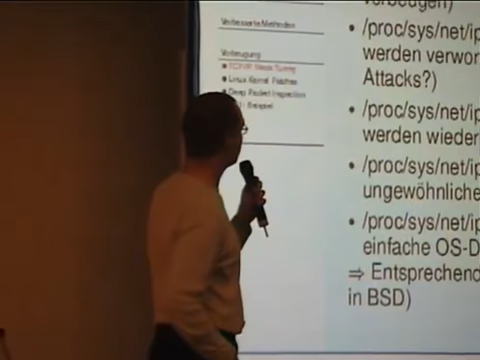 Verbesserte Methoden
Vorbeugung
TCP/IP Stack Tuning
Linux Kernel Patches
Deep Packet Inspection
Beispiel
vorbeugen)
• /proc/sys/net/ip
werden verwor
Attacks?)
• /proc/sys/net/ip
werden wieder
• /proc/sys/net/ip
ungewöhnliche
• /proc/sys/net/ip
einfache OS-D
⇒ Entsprechend
in BSD)